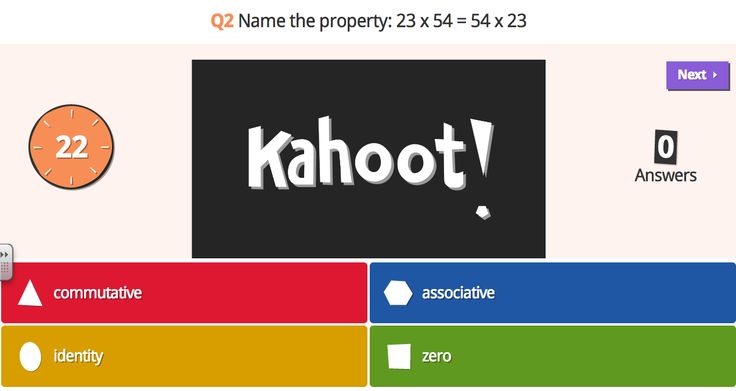 Q2 Name the property: 23 x 54 = 54 x 23
Next
22
Kahoot!
0
Answers
commutative
associative
identity
zero